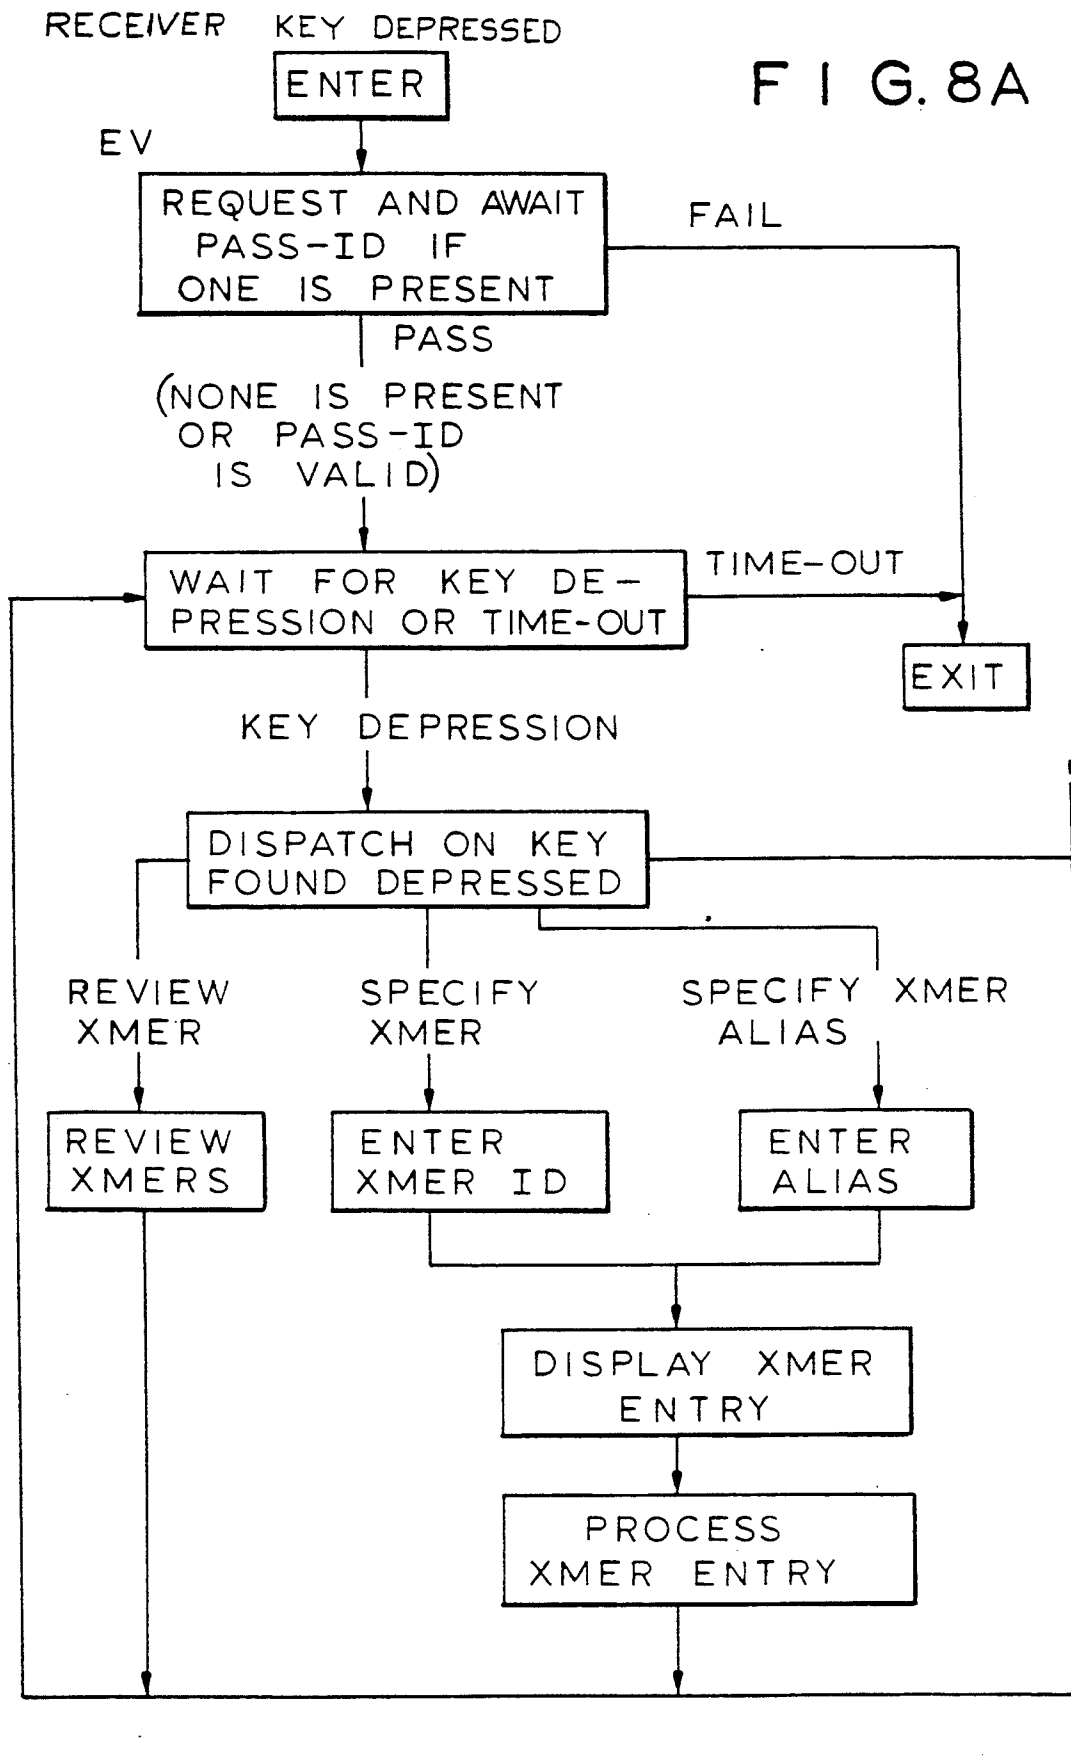 RECEIVER KEY DEPRESSED
ENTER
FIG. 8A
EV
REQUEST AND AWAIT
PASS-ID IF
ONE IS PRESENT
FAIL
PASS
(NONE IS PRESENT
OR PASS-ID
IS VALID)
WAIT FOR KEY DE-
PRESSION OR TIME-OUT
TIME-OUT
EXIT
KEY DEPRESSION
DISPATCH ON KEY
FOUND DEPRESSED
REVIEW
XMER
SPECIFY
XMER
SPECIFY XMER
ALIAS
REVIEW
XMERS
ENTER
XMER ID
ENTER
ALIAS
DISPLAY XMER
ENTRY
PROCESS
XMER ENTRY